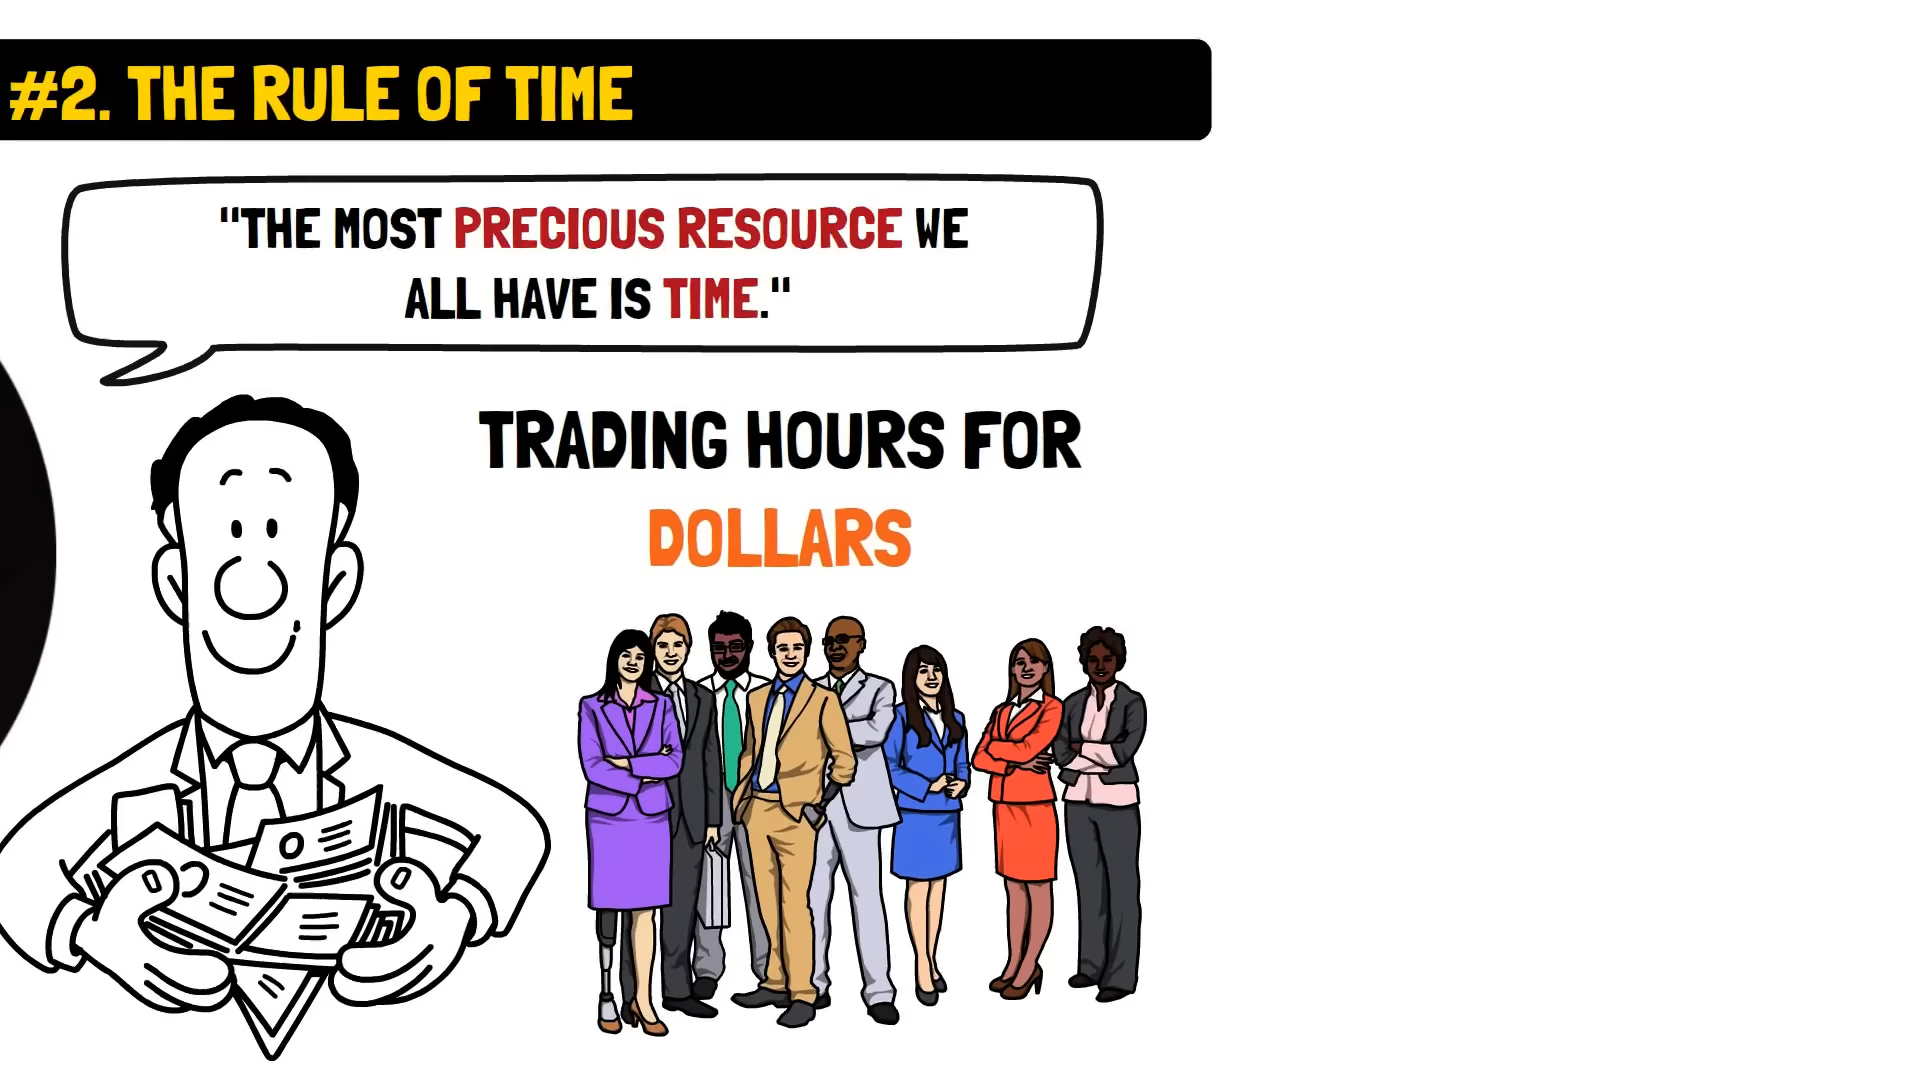 #2. THE RULE OF TIME
"THE MOST PRECIOUS RESOURCE WE
ALL HAVE IS TIME."
TRADING HOURS FOR
DOLLARS